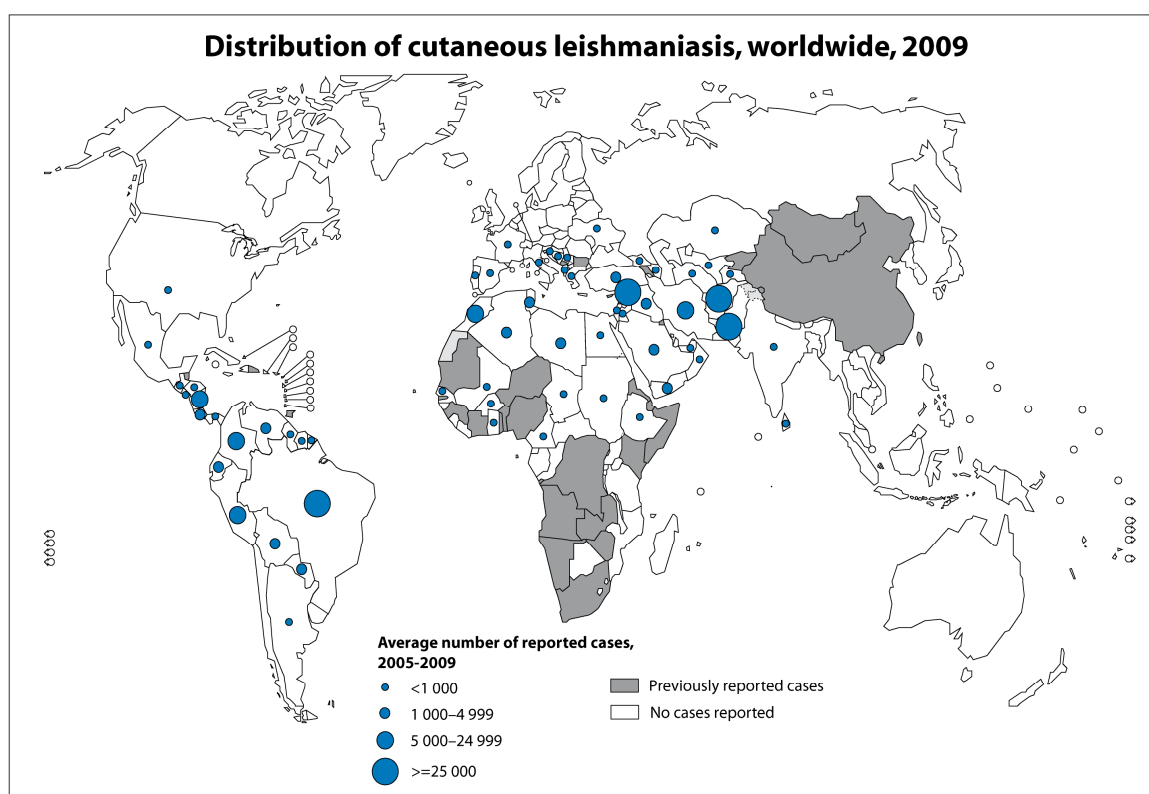 Distribution of cutaneous leishmaniasis, worldwide, 2009
Average number of reported cases,
2005-2009
<1 000
1 000–4 999
5 000–24 999
>=25 000
Previously reported cases
No cases reported